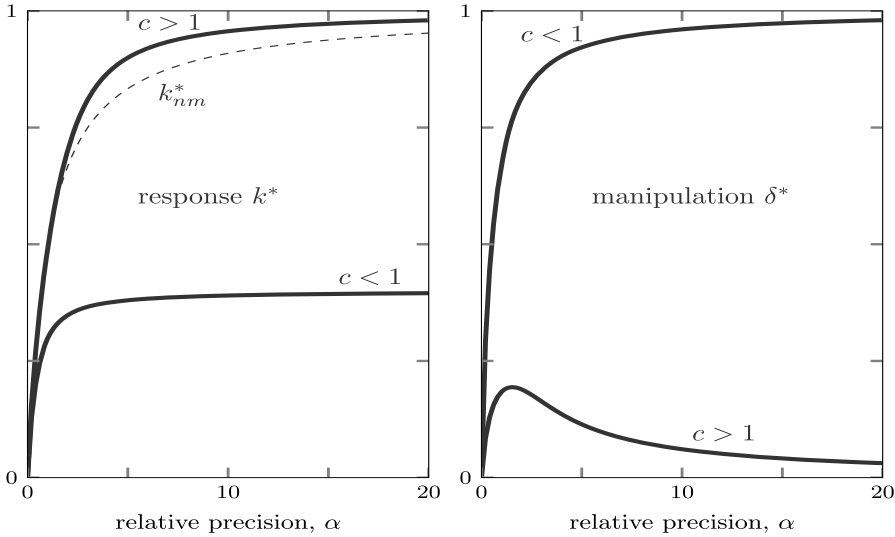 1
c > 1
k*nm
response k*
c < 1
0
0
10
20
relative precision, α
1
c < 1
manipulation δ*
c > 1
0
0
10
20
relative precision, α